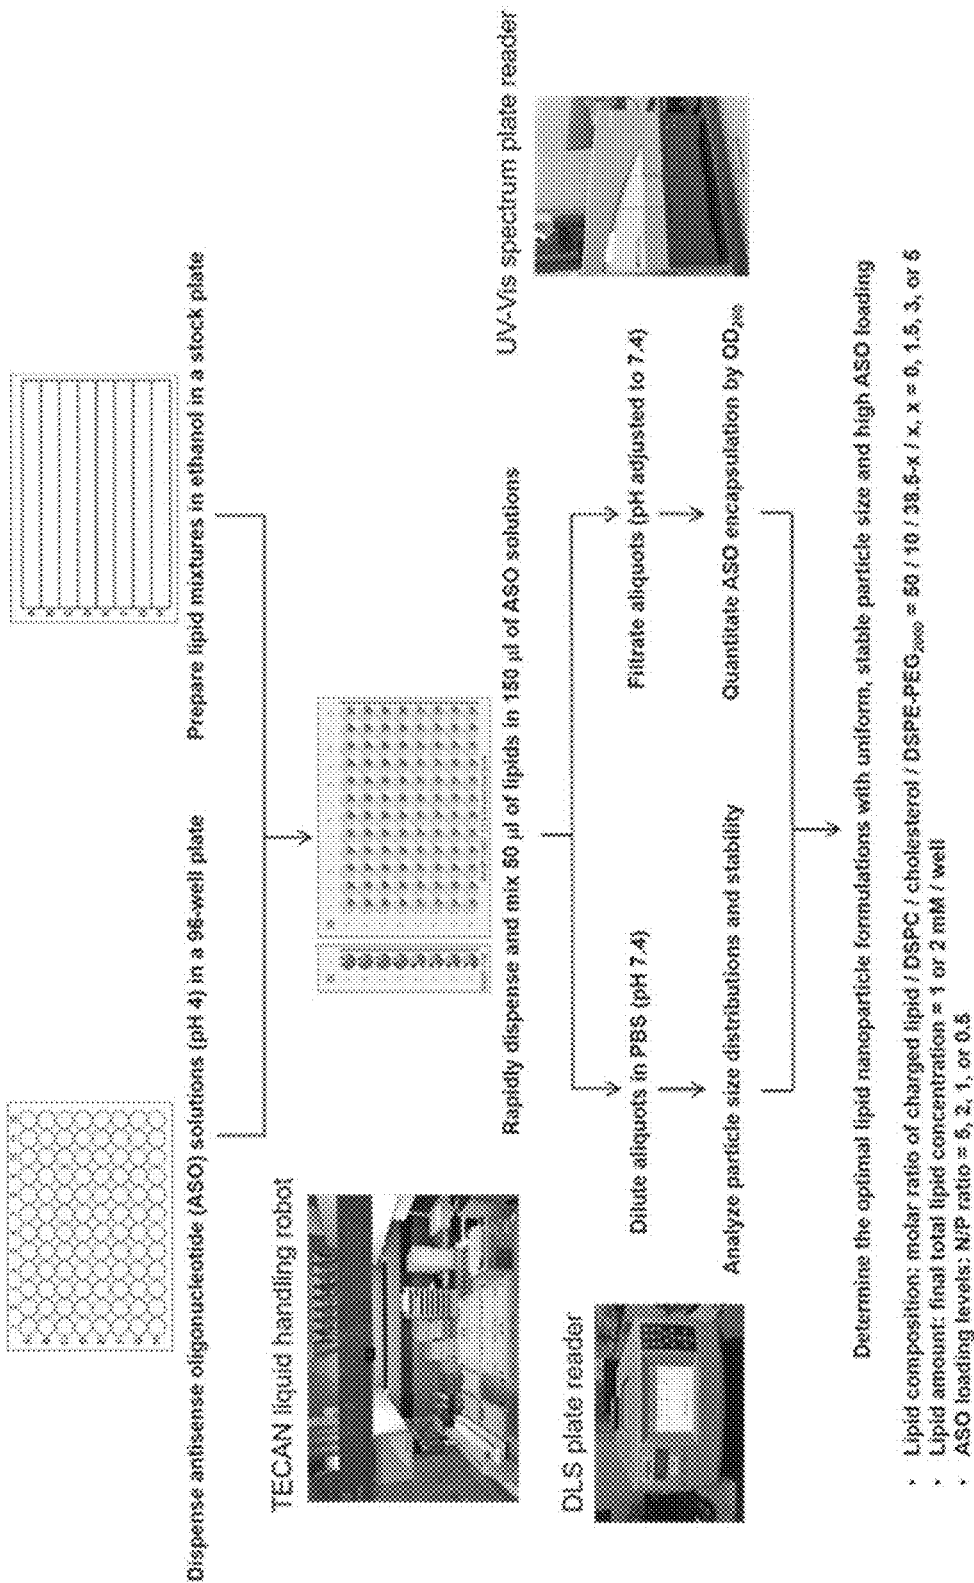 Dispense antisense oligonucleotide (ASO) solutions (pH 4) in a 96-well plate
Prepare lipid mixtures in ethanol in a stock plate
TECAN liquid handling robot
Rapidly dispense and mix 50 µl of lipids in 150 µl of ASO solutions
UV-Vis spectrum plate reader
DLS plate reader
Dilute aliquots in PBS (pH 7.4)
Filtrate aliquots (pH adjusted to 7.4)
Analyze particle size distributions and stability
Quantitate ASO encapsulation by OD260
Determine the optimal lipid nanoparticle formulations with uniform, stable particle size and high ASO loading
· Lipid composition: molar ratio of charged lipid / DSPC / cholesterol / DSPE-PEG2000 = 50 / 10 / 38.5-x / x, x = 0, 1.5, 3, or 5
· Lipid amount: final total lipid concentration = 1 or 2 mM / well
· ASO loading levels: N/P ratio = 5, 2, 1, or 0.5